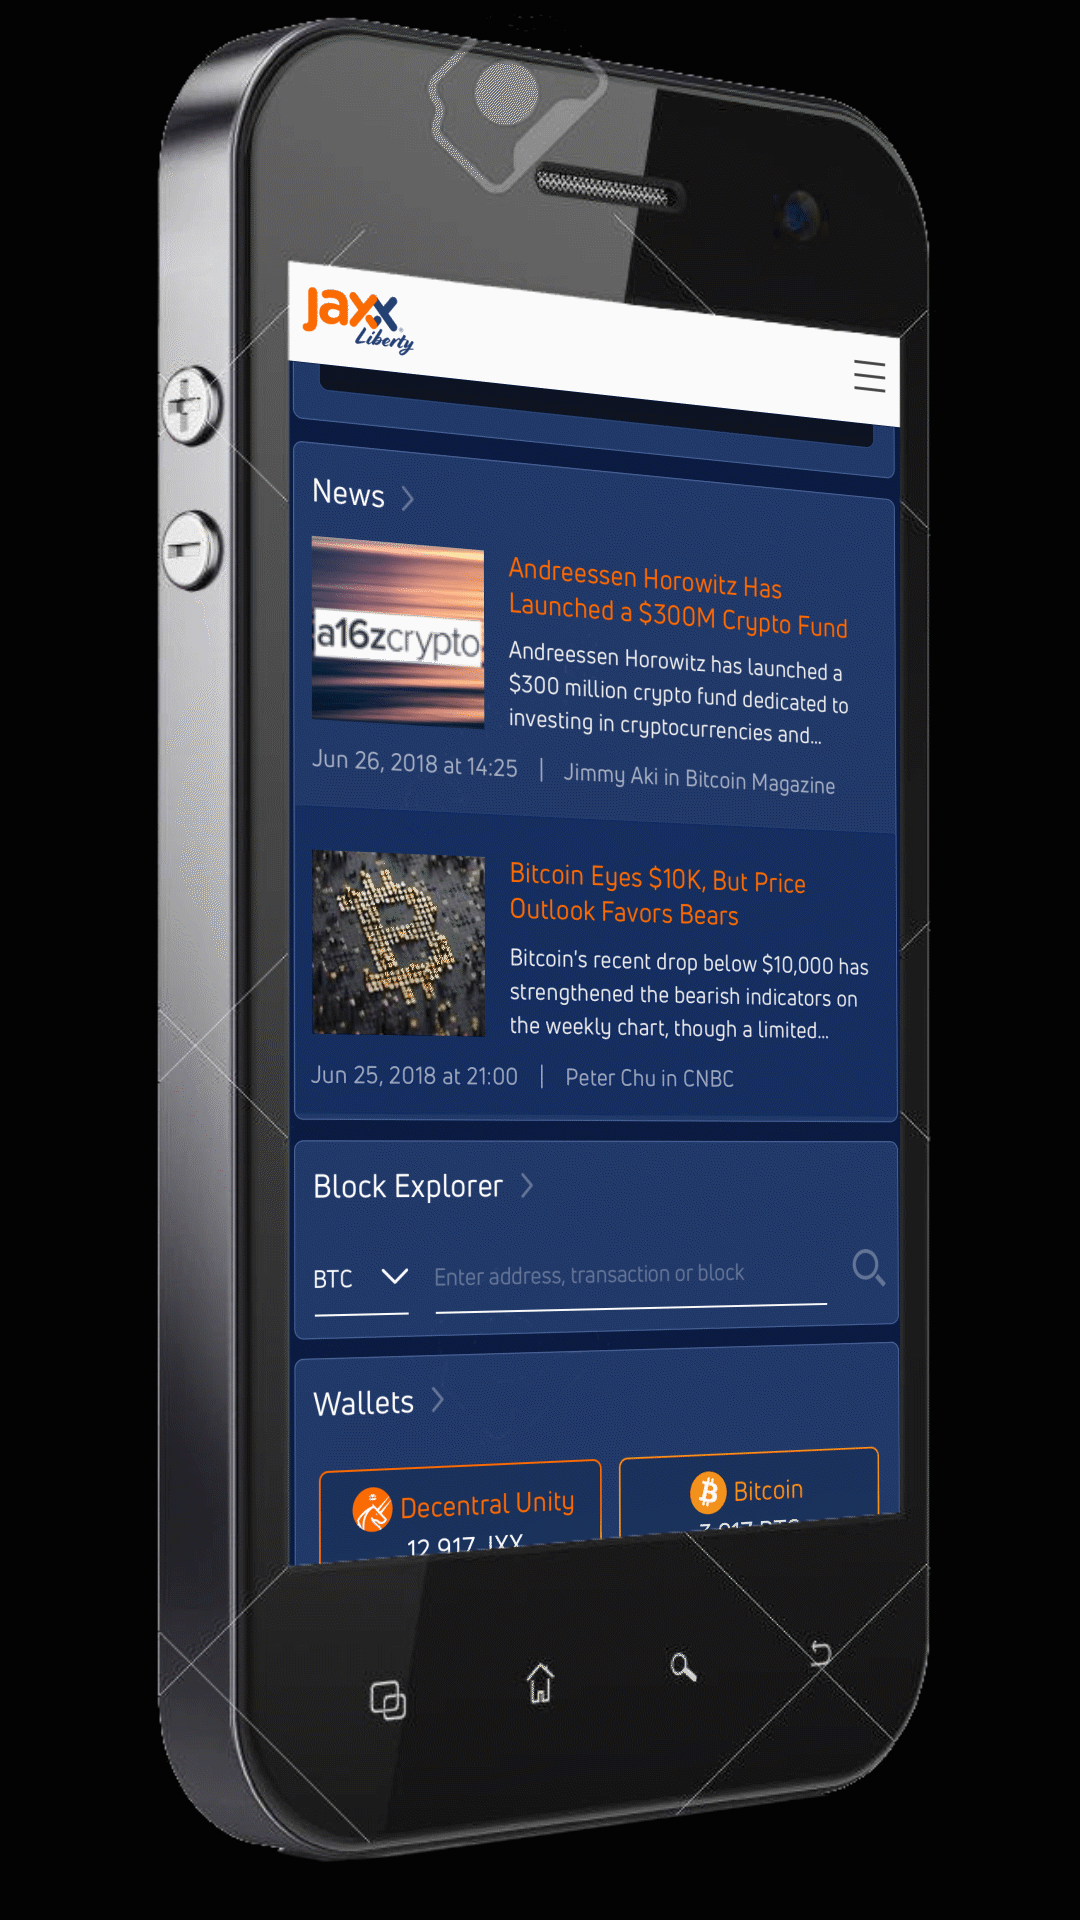 Jaxx
Liberty
News
a16zcrypto
Andreessen Horowitz Has
Launched a $300M Crypto Fund
Andreessen Horowitz has launched a
$300 million crypto fund dedicated to
investing in cryptocurrencies and...
Jun 26, 2018 at 14:25 | Jimmy Aki in Bitcoin Magazine
Bitcoin Eyes $10K, But Price
Outlook Favors Bears
Bitcoin's recent drop below $10,000 has
strengthened the bearish indicators on
the weekly chart, though a limited...
Jun 25, 2018 at 21:00 | Peter Chu in CNBC
Block Explorer
BTC Enter address, transaction or block
Wallets
Decentral Unity
12.917 JXX
Bitcoin
3.917 BTC